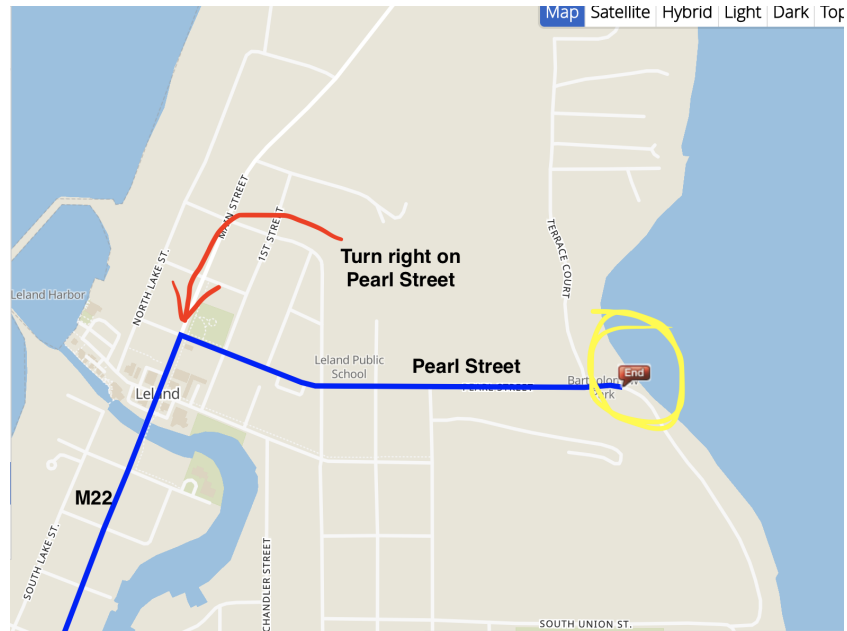 Map Satellite Hybrid Light Dark Top
MAIN STREET
1ST STREET
NORTH LAKE ST.
TERRACE COURT
Turn right on
Pearl Street
Leland Harbor
Leland Public
School
Pearl Street
PEARL STREET
End
Park
Leland
M22
SOUTH LAKE ST.
CHANDLER STREET
SOUTH UNION ST.